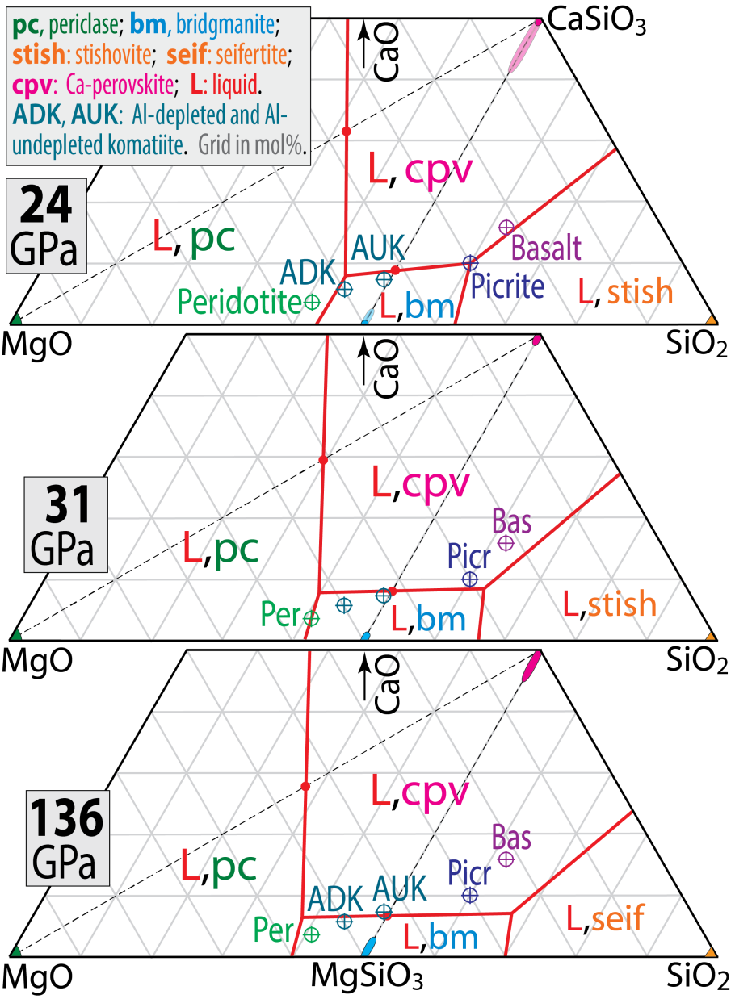 pc, periclase; bm, bridgmanite;
stish: stishovite; seif: seifertite;
cpv: Ca-perovskite; L: liquid.
ADK, AUK: Al-depleted and Al-
undepleted komatiite. Grid in mol%.
CaSiO3
CaO
24
GPa
L, cpv
L, pc
AUK
ADK
Basalt
Picrite
Peridotite
L,bm
L, stish
MgO
SiO2
CaO
31
GPa
L,cpv
L,pc
Bas
Picr
Per
L,bm
L,stish
MgO
SiO2
CaO
136
GPa
L,cpv
L,pc
Bas
Picr
ADK
AUK
Per
L,bm
L,seif
MgO
MgSiO3
SiO2